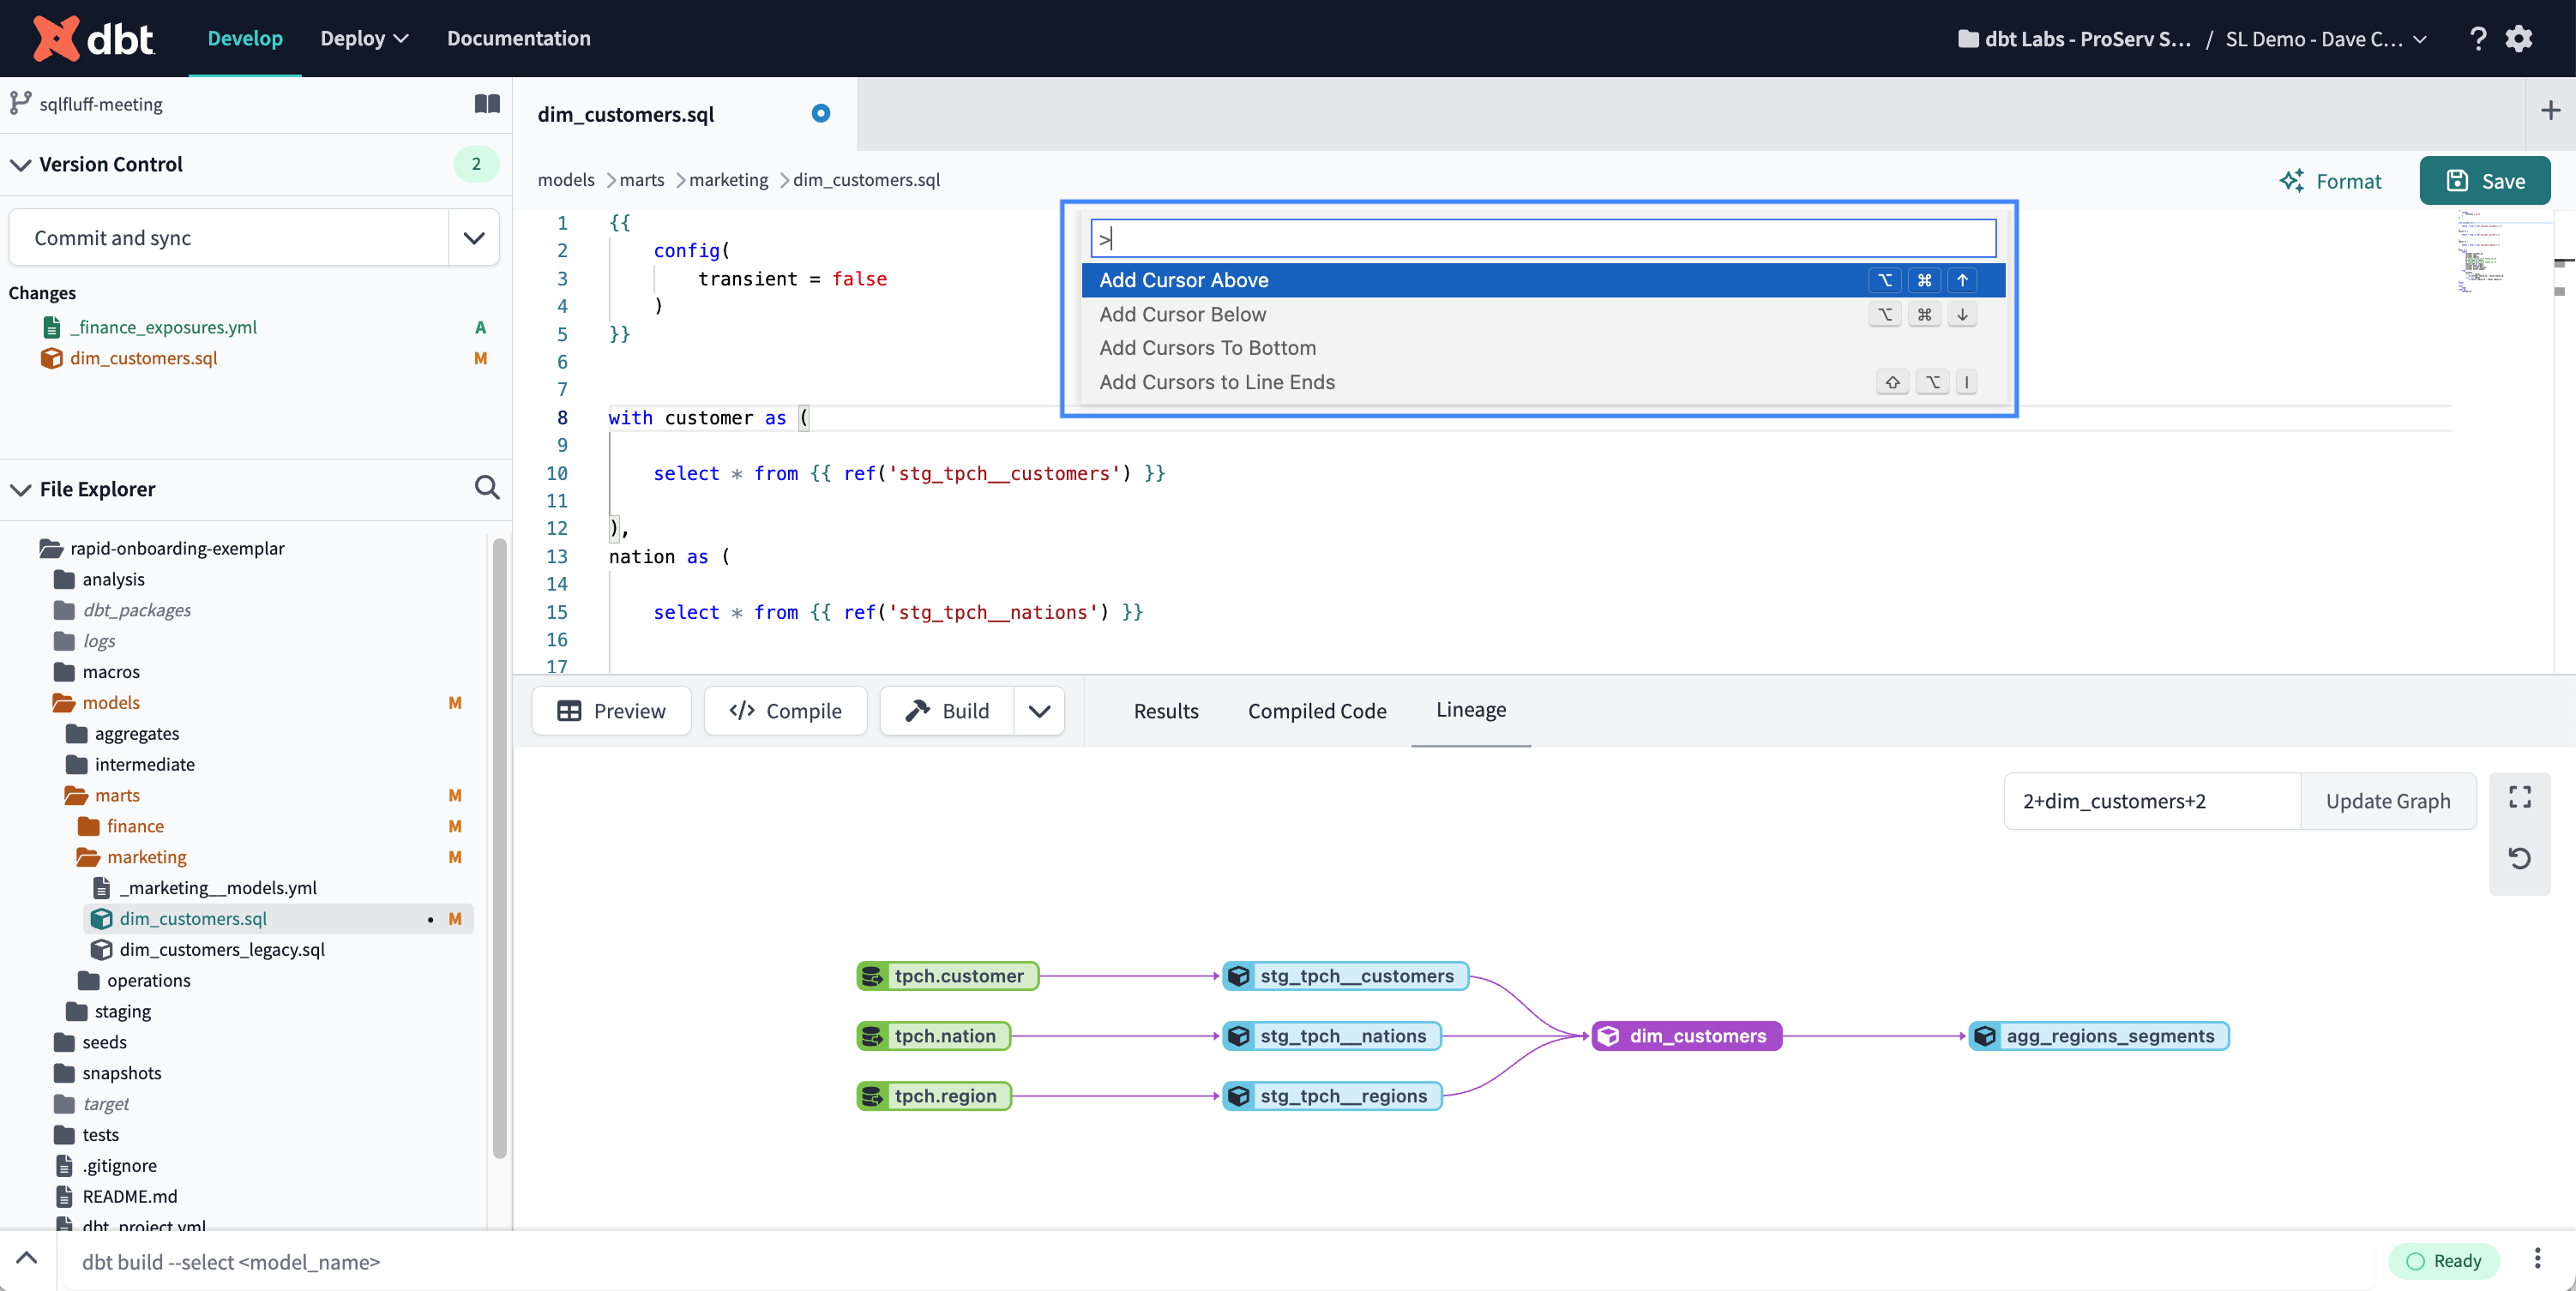 dbt Develop Deploy Documentation dbt Labs - ProServ S... / SL Demo - Dave C... ?
sqlfluff-meeting
Version Control 2
Commit and sync
Changes
_finance_exposures.yml A
dim_customers.sql M
File Explorer
rapid-onboarding-exemplar
analysis
dbt_packages
logs
macros
models M
aggregates
intermediate
marts M
finance M
marketing M
_marketing__models.yml
dim_customers.sql • M
dim_customers_legacy.sql
operations
staging
seeds
snapshots
target
tests
.gitignore
README.md
dbt_project.yml
dim_customers.sql
models > marts > marketing > dim_customers.sql
Format Save
1 {{
2 config(
3 transient = false
4 )
5 }}
6
7
8 with customer as (
9
10 select * from {{ ref('stg_tpch__customers') }}
11
12 ),
13 nation as (
14
15 select * from {{ ref('stg_tpch__nations') }}
16
17
>
Add Cursor Above ⌥ ⌘ ↑
Add Cursor Below ⌥ ⌘ ↓
Add Cursors To Bottom
Add Cursors to Line Ends ⇧ ⌥ I
Preview </> Compile Build Results Compiled Code Lineage
2+dim_customers+2 Update Graph
tpch.customer stg_tpch__customers
tpch.nation stg_tpch__nations dim_customers agg_regions_segments
tpch.region stg_tpch__regions
dbt build --select <model_name> Ready